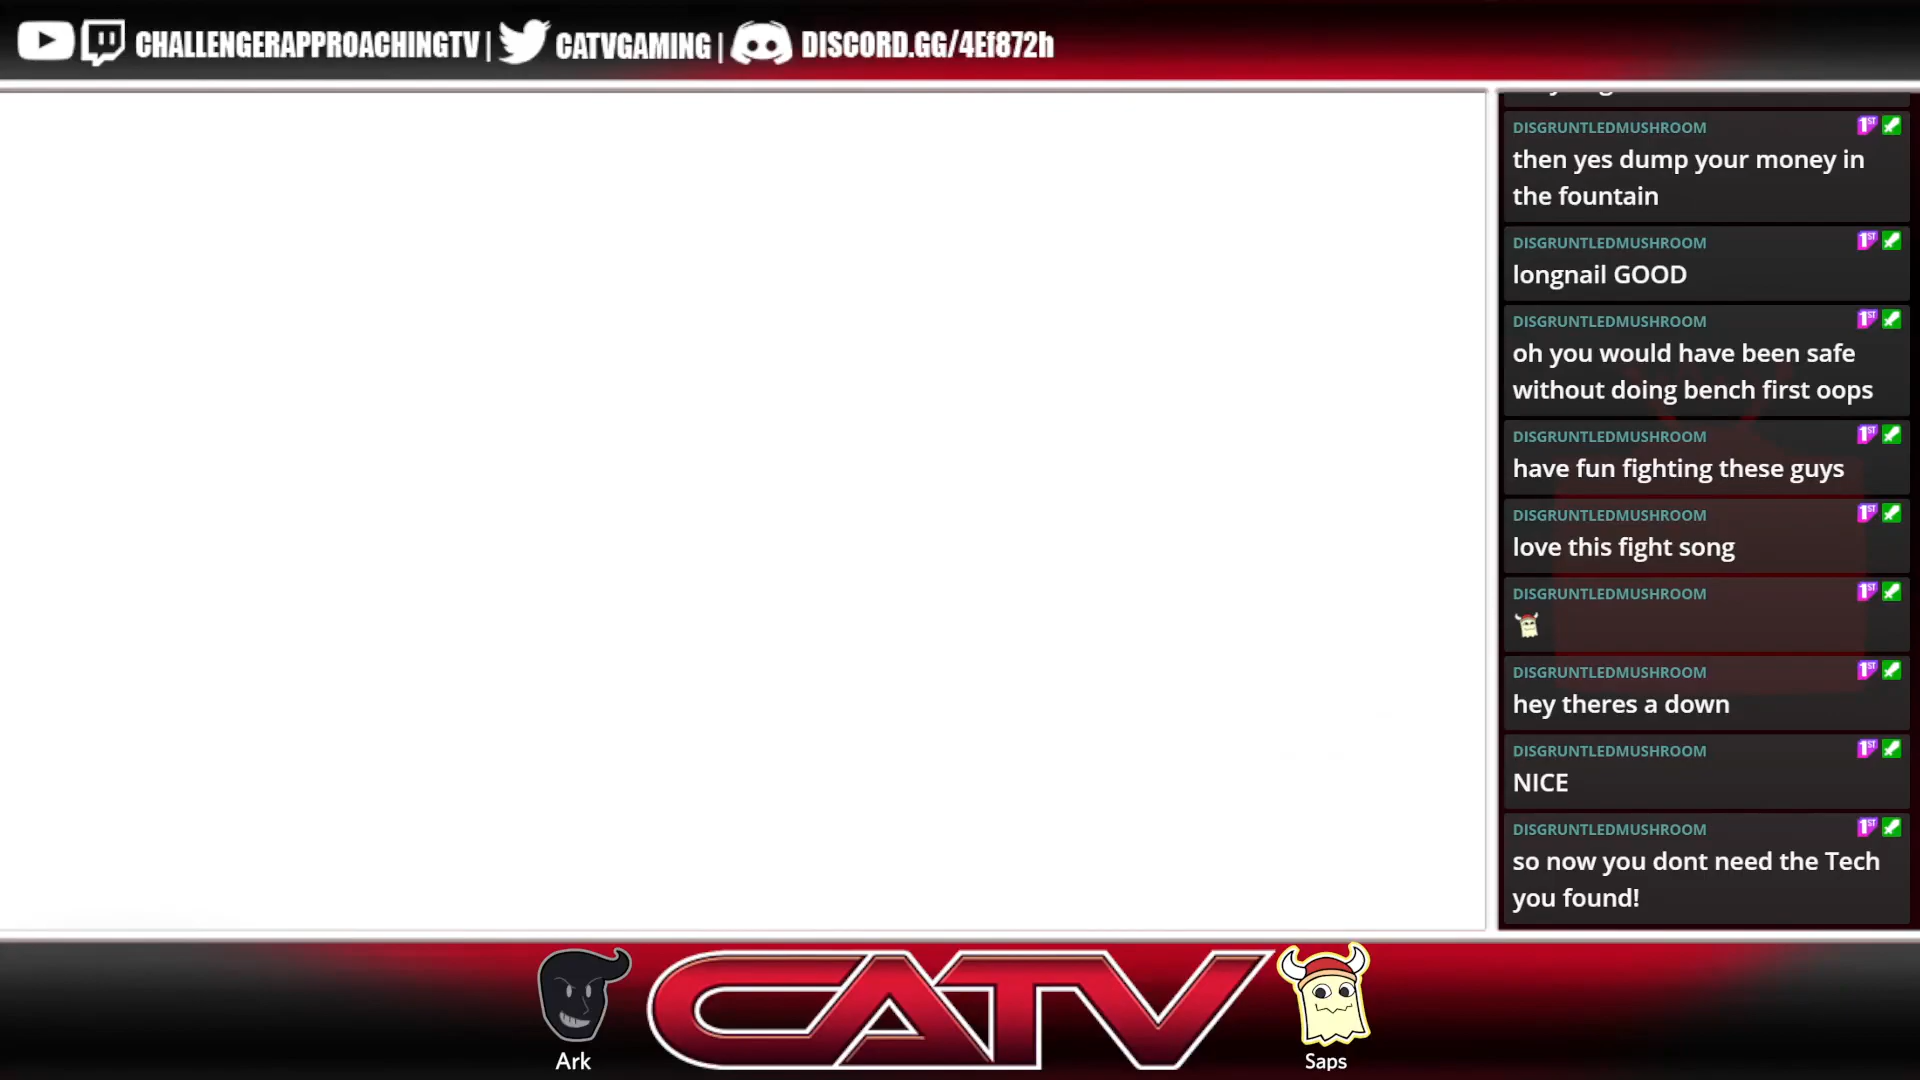 CHALLENGERAPPROACHINGTV | CATVGAMING | DISCORD.GG/4Ef872h
DISGRUNTLEDMUSHROOM
then yes dump your money in
the fountain
DISGRUNTLEDMUSHROOM
longnail GOOD
DISGRUNTLEDMUSHROOM
oh you would have been safe
without doing bench first oops
DISGRUNTLEDMUSHROOM
have fun fighting these guys
DISGRUNTLEDMUSHROOM
love this fight song
DISGRUNTLEDMUSHROOM
DISGRUNTLEDMUSHROOM
hey theres a down
DISGRUNTLEDMUSHROOM
NICE
DISGRUNTLEDMUSHROOM
so now you dont need the Tech
you found!
CATV
Ark
Saps